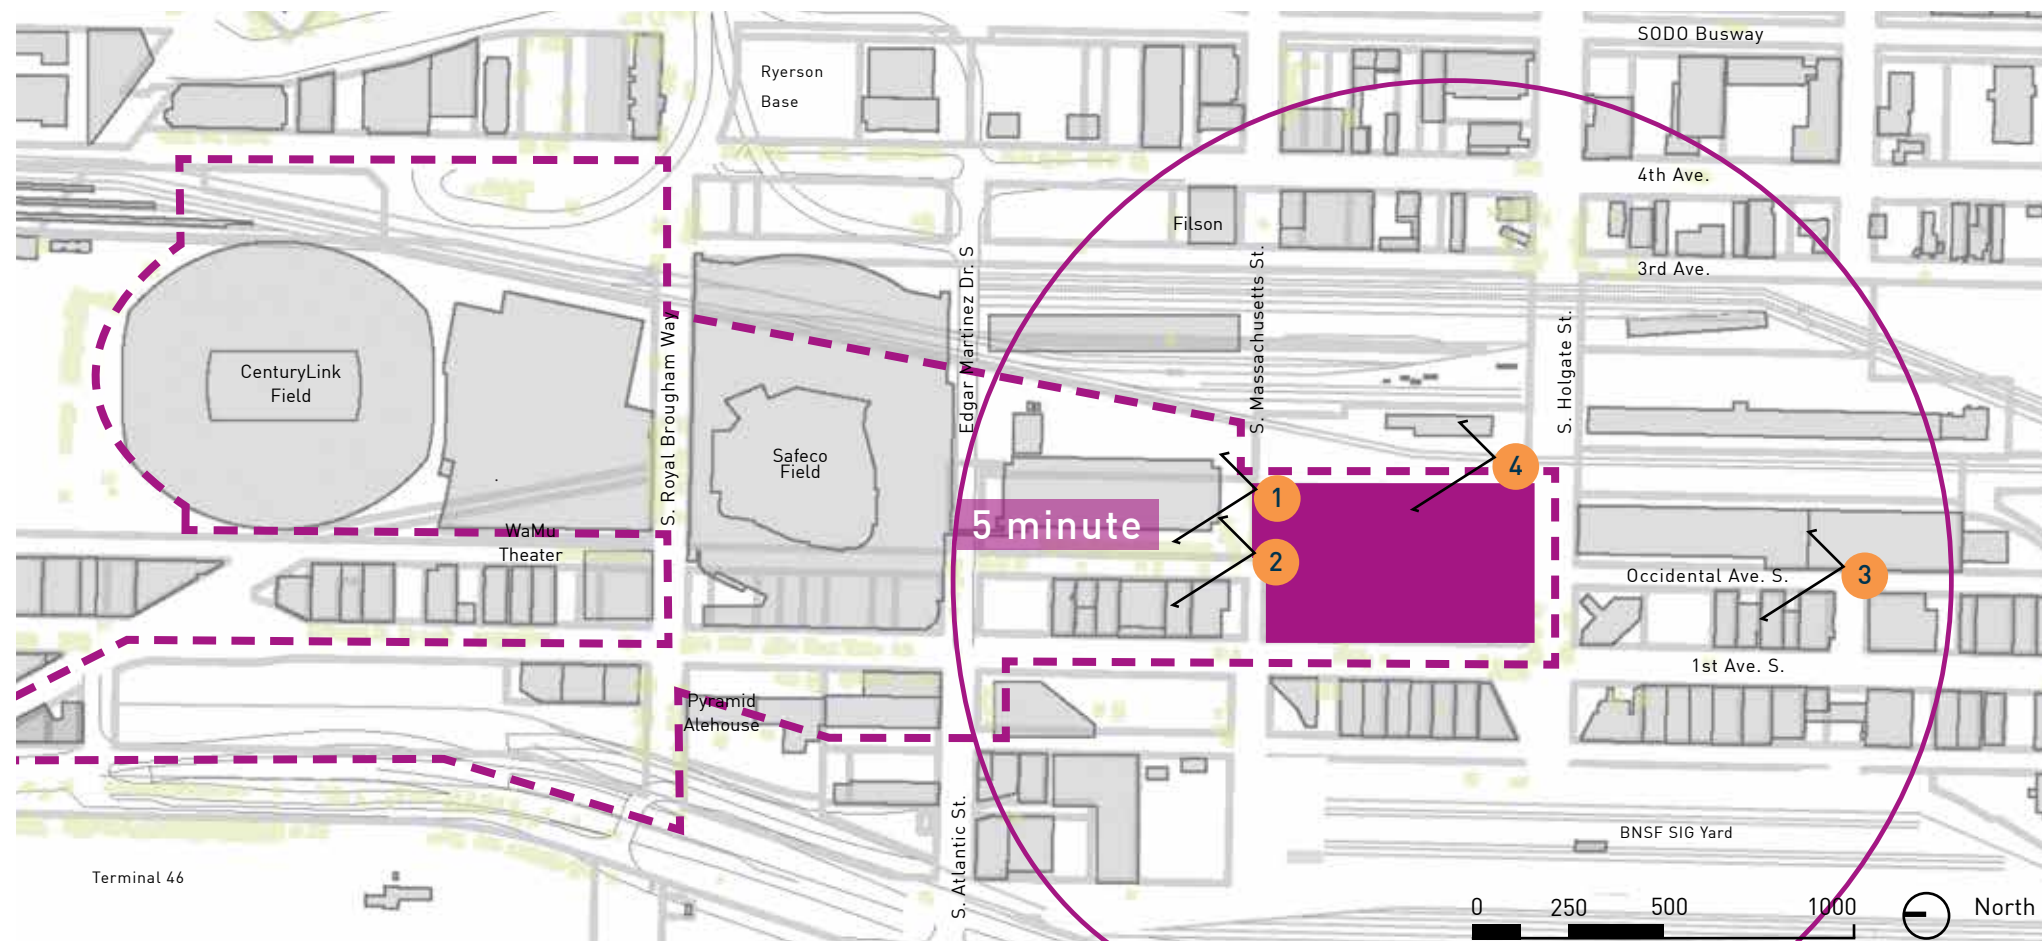 SODO Busway
Ryerson
Base
4th Ave.
Filson
3rd Ave.
Edgar Martinez Dr. S
S. Massachusetts St.
S. Holgate St.
S. Royal Brougham Way
CenturyLink
Field
Safeco
Field
4
1
5 minute
2
WaMu
Theater
Occidental Ave. S.
3
1st Ave. S.
Pyramid
Alehouse
S. Atlantic St.
BNSF SIG Yard
Terminal 46
0 250 500 1000 North